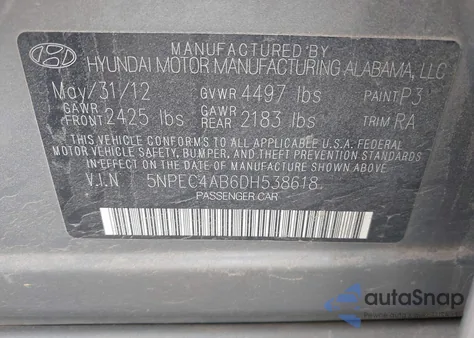 MANUFACTURED BY
HYUNDAI MOTOR MANUFACTURING ALABAMA, LLC
May/31/12 GVWR 4497 lbs PAINT P3
GAWR FRONT 2425 lbs GAWR REAR 2183 lbs TRIM RA
THIS VEHICLE CONFORMS TO ALL APPLICABLE U.S.A. FEDERAL
MOTOR VEHICLE SAFETY, BUMPER, AND THEFT PREVENTION STANDARDS
IN EFFECT ON THE DATE OF MANUFACTURE SHOWN ABOVE.
V.I.N 5NPEC4AB6DH538618.
PASSENGER CAR
autoSnap